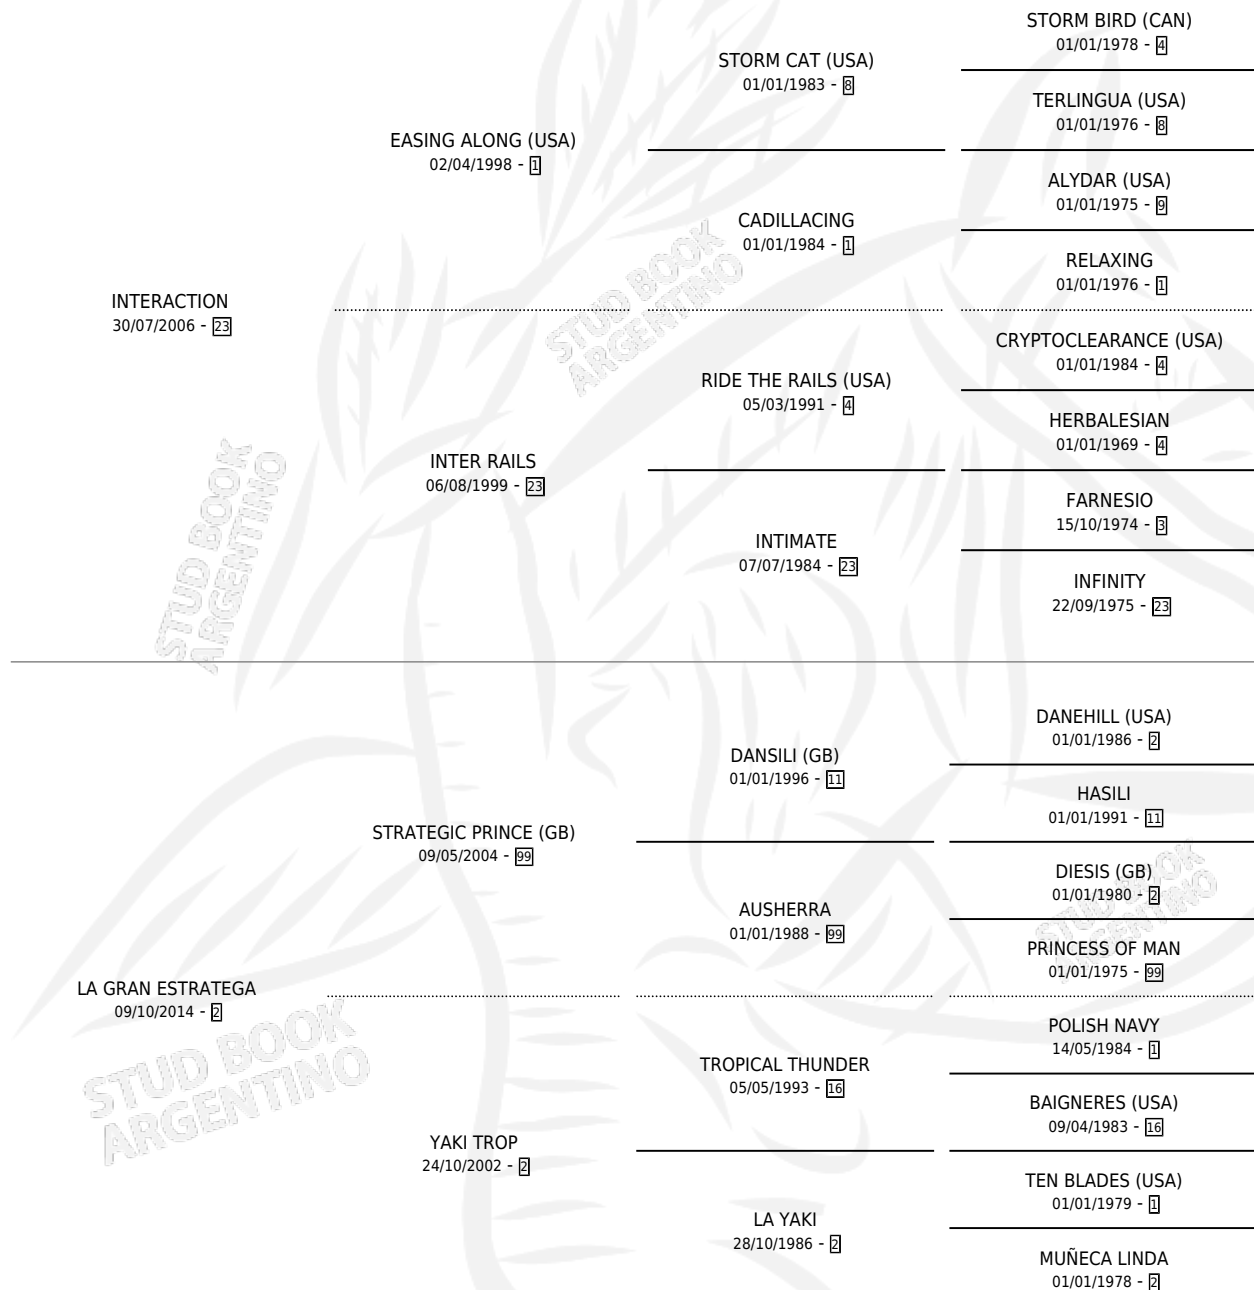 STORM BIRD (CAN)
01/01/1978 - 4
STORM CAT (USA)
01/01/1983 - 8
TERLINGUA (USA)
01/01/1976 - 8
EASING ALONG (USA)
02/04/1998 - 1
ALYDAR (USA)
01/01/1975 - 9
CADILLACING
01/01/1984 - 1
RELAXING
01/01/1976 - 1
INTERACTION
30/07/2006 - 23
CRYPTOCLEARANCE (USA)
01/01/1984 - 4
RIDE THE RAILS (USA)
05/03/1991 - 4
HERBALESIAN
01/01/1969 - 4
INTER RAILS
06/08/1999 - 23
FARNESIO
15/10/1974 - 3
INTIMATE
07/07/1984 - 23
INFINITY
22/09/1975 - 23
STUD BOOK
ARGENTINO
STUD BOOK
ARGENTINO
DANEHILL (USA)
01/01/1986 - 2
DANSILI (GB)
01/01/1996 - 11
HASILI
01/01/1991 - 11
STRATEGIC PRINCE (GB)
09/05/2004 - 99
DIESIS (GB)
01/01/1980 - 2
AUSHERRA
01/01/1988 - 99
PRINCESS OF MAN
01/01/1975 - 99
STUD BOOK
ARGENTINO
LA GRAN ESTRATEGA
09/10/2014 - 2
POLISH NAVY
14/05/1984 - 1
TROPICAL THUNDER
05/05/1993 - 16
BAIGNERES (USA)
09/04/1983 - 16
STUD BOOK
ARGENTINO
YAKI TROP
24/10/2002 - 2
TEN BLADES (USA)
01/01/1979 - 1
LA YAKI
28/10/1986 - 2
MUÑECA LINDA
01/01/1978 - 2